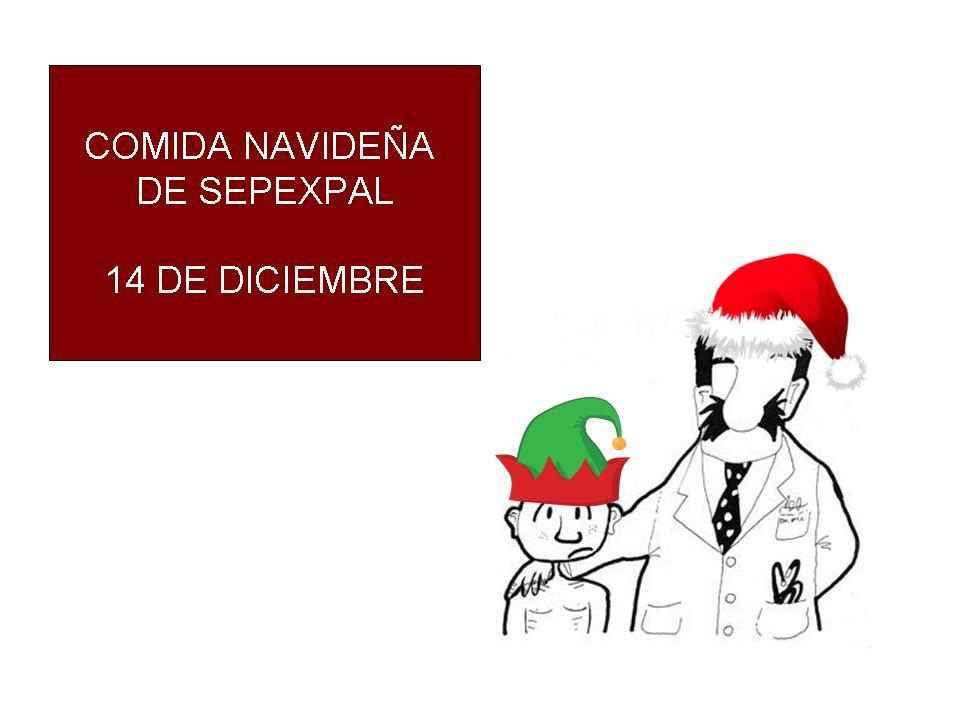 COMIDA NAVIDEÑA
DE SEPEXPAL
14 DE DICIEMBRE